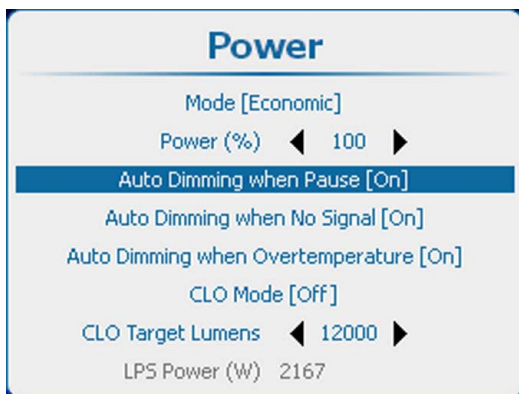 Power
Mode [Economic]
Power (%) ◀ 100 ▶
Auto Dimming when Pause [On]
Auto Dimming when No Signal [On]
Auto Dimming when Overtemperature [On]
CLO Mode [Off]
CLO Target Lumens ◀ 12000 ▶
LPS Power (W) 2167